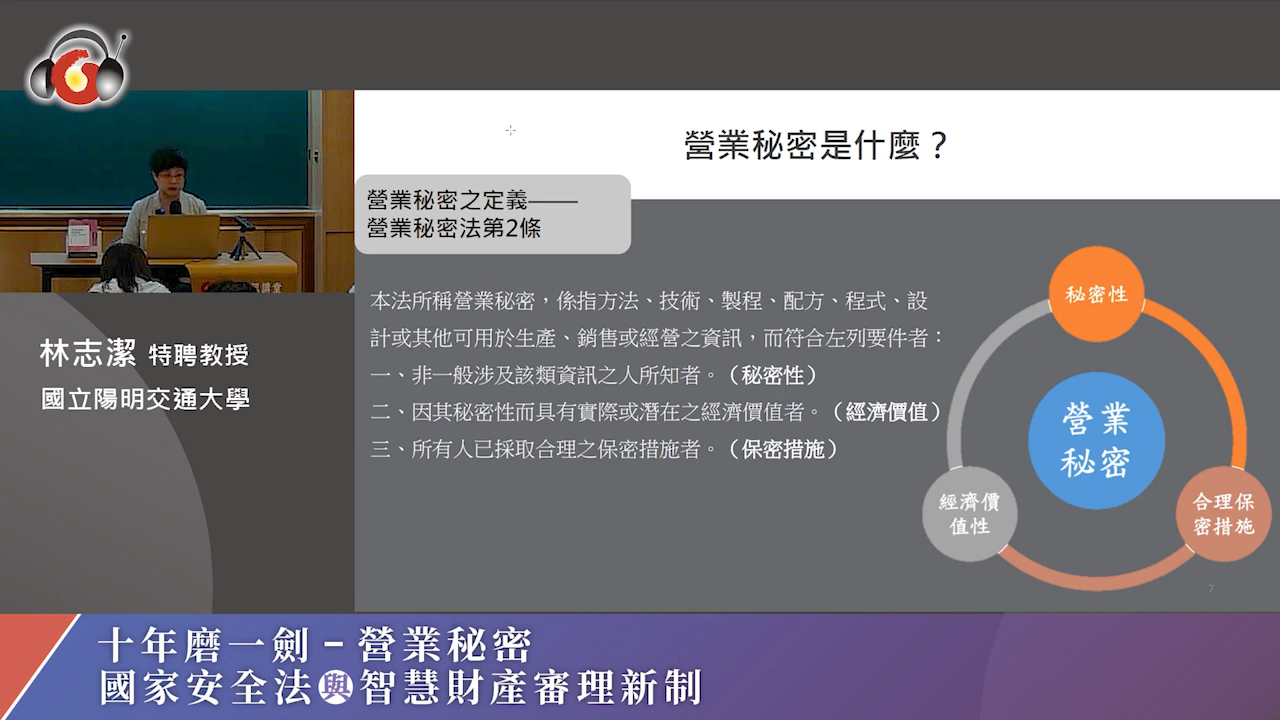 營業秘密是什麼？
營業秘密之定義——
營業秘密法第2條
本法所稱營業秘密，係指方法、技術、製程、配方、程式、設
計或其他可用於生產、銷售或經營之資訊，而符合左列要件者：
一、非一般涉及該類資訊之人所知者。（秘密性）
二、因其秘密性而具有實際或潛在之經濟價值者。（經濟價值）
三、所有人已採取合理之保密措施者。（保密措施）
秘密性
營業
秘密
經濟價
值性
合理保
密措施
7
林志潔 特聘教授
國立陽明交通大學
十年磨一劍－營業秘密
國家安全法與智慧財產審理新制